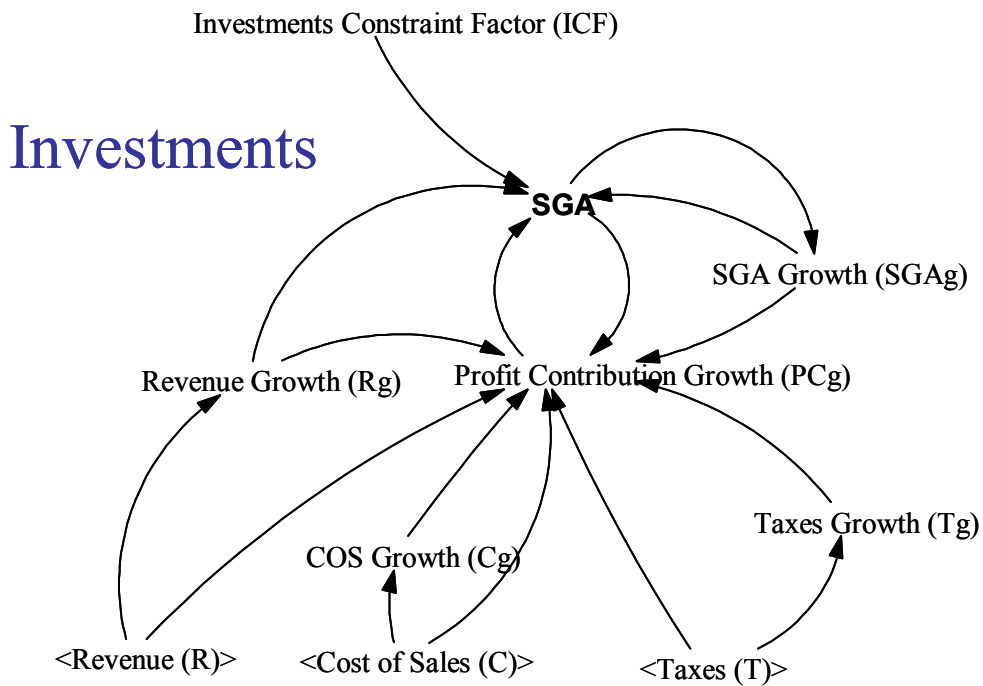 Investments Constraint Factor (ICF)
Investments
SGA
SGA Growth (SGAg)
Revenue Growth (Rg)
Profit Contribution Growth (PCg)
Taxes Growth (Tg)
COS Growth (Cg)
<Revenue (R)>
<Cost of Sales (C)>
<Taxes (T)>